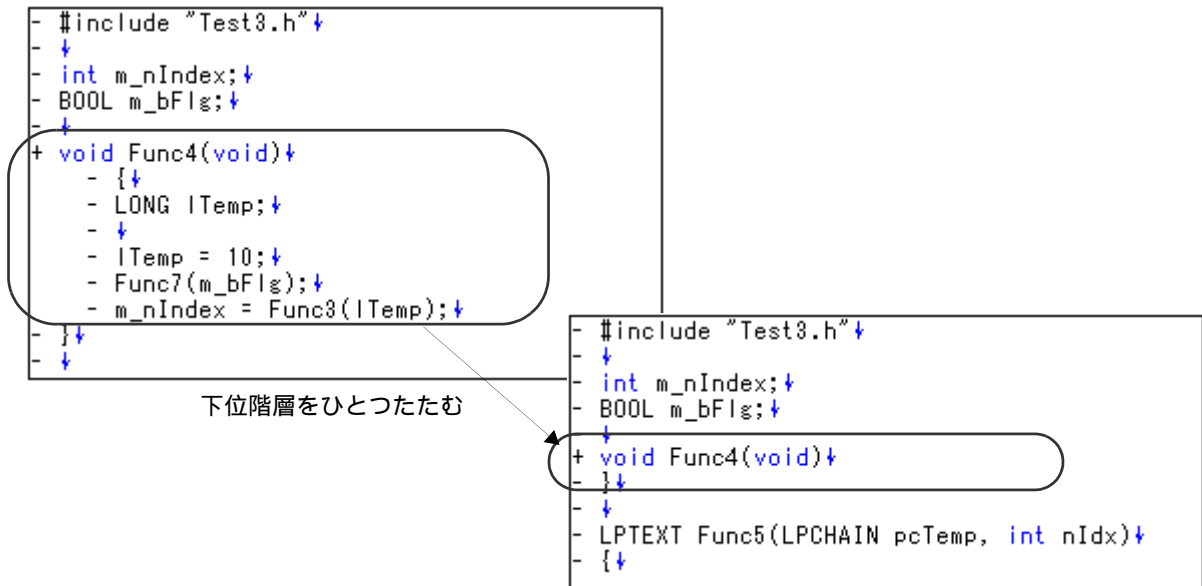 - #include "Test3.h"↓
- ↓
- int m_nIndex;↓
- BOOL m_bFlg;↓
- ↓
+ void Func4(void)↓
- {↓
- LONG lTemp;↓
- ↓
- lTemp = 10;↓
- Func7(m_bFlg);↓
- m_nIndex = Func3(lTemp);↓
- }↓
- ↓
下位階層をひとつたたむ
- #include "Test3.h"↓
- ↓
- int m_nIndex;↓
- BOOL m_bFlg;↓
- ↓
+ void Func4(void)↓
- }↓
- ↓
- LPTEXT Func5(LPCHAIN pcTemp, int nIdx)↓
- {↓